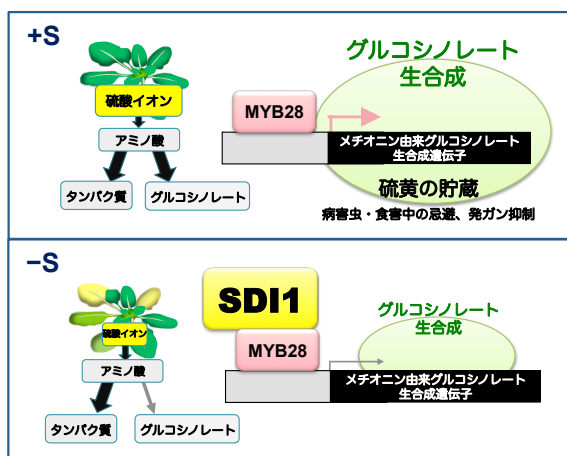 +S
硫酸イオン
アミノ酸
タンパク質
グルコシノレート
グルコシノレート
生合成
MYB28
メチオニン由来グルコシノレート
生合成遺伝子
硫黄の貯蔵
病害虫・食害中の忌避、発ガン抑制
−S
硫酸イオン
アミノ酸
タンパク質
グルコシノレート
SDI1
MYB28
グルコシノレート
生合成
メチオニン由来グルコシノレート
生合成遺伝子